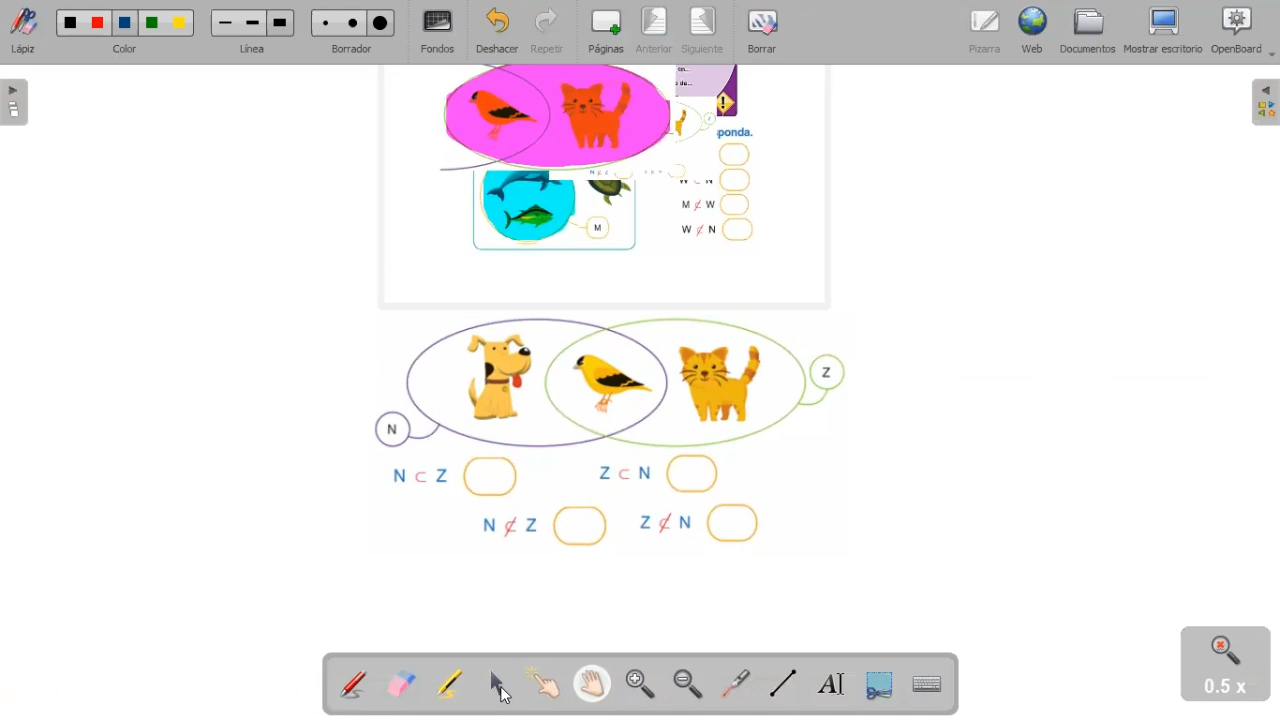 Lápiz Color Línea Borrador Fondos Deshacer Repetir Páginas Anterior Siguiente Borrar Pizarra Web Documentos Mostrar escritorio OpenBoard
ponda.
W ⊂ N
M ⊄ W
M
W ⊄ N
Z
N
N ⊂ Z
Z ⊂ N
N ⊄ Z
Z ⊄ N
0.5 x